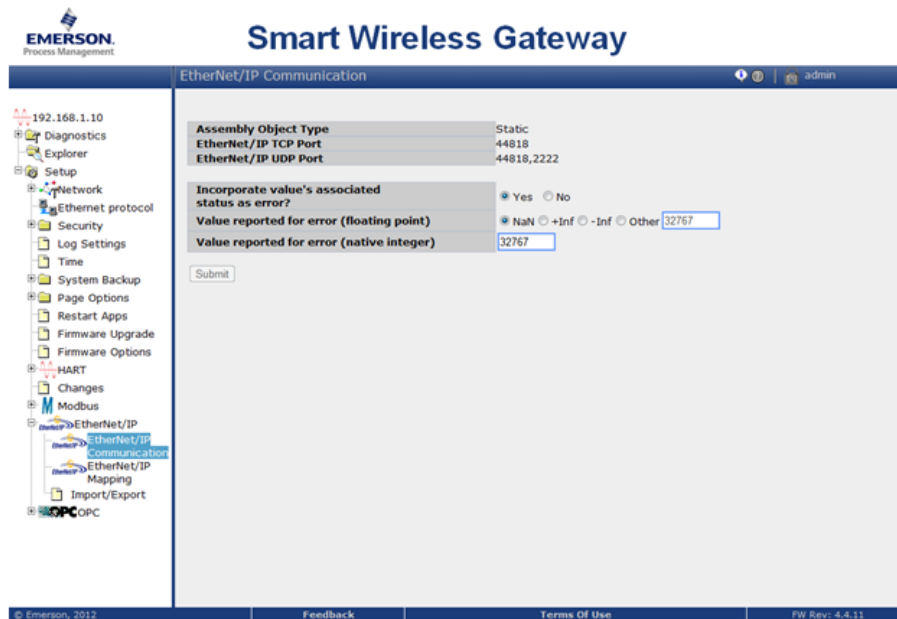 EMERSON.
Process Management
Smart Wireless Gateway
EtherNet/IP Communication
admin
192.168.1.10
Diagnostics
Explorer
Setup
Network
Ethernet protocol
Security
Log Settings
Time
System Backup
Page Options
Restart Apps
Firmware Upgrade
Firmware Options
HART
Changes
Modbus
EtherNet/IP
EtherNet/IP
Communication
EtherNet/IP
Mapping
Import/Export
OPC OPC
Assembly Object Type Static
EtherNet/IP TCP Port 44818
EtherNet/IP UDP Port 44818,2222
Incorporate value's associated
status as error? Yes No
Value reported for error (floating point) NaN +Inf -Inf Other 32767
Value reported for error (native integer) 32767
Submit
© Emerson, 2012 Feedback Terms Of Use FW Rev: 4.4.11